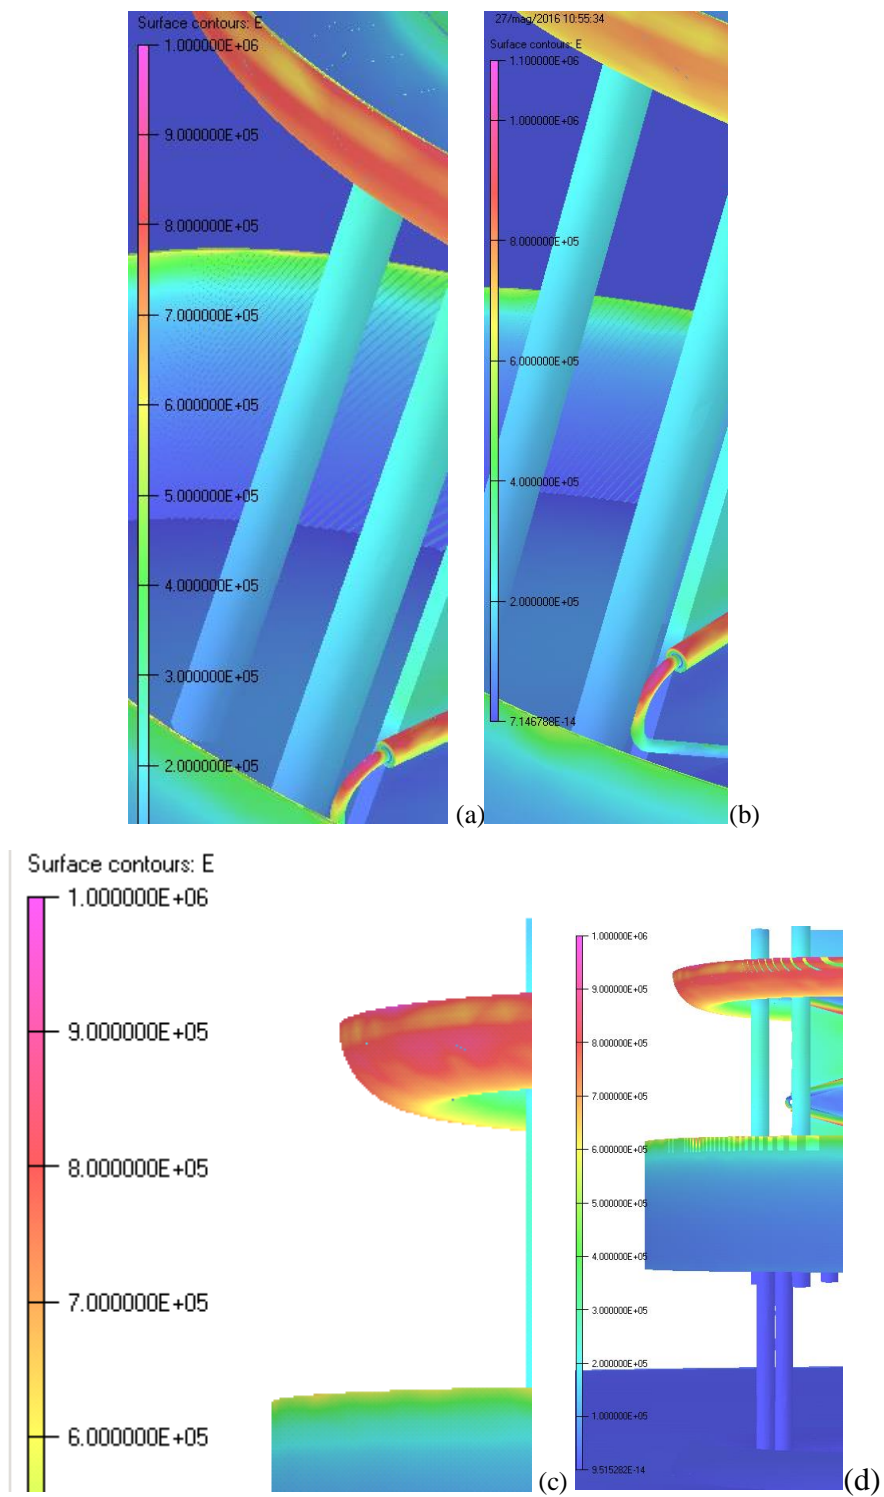 Surface contours: E
1.000000E+06
9.000000E+05
8.000000E+05
7.000000E+05
6.000000E+05
5.000000E+05
4.000000E+05
3.000000E+05
2.000000E+05
(a)
27/mag/2016 10:55:34
Surface contours: E
1.100000E+06
1.000000E+06
8.000000E+05
6.000000E+05
4.000000E+05
2.000000E+05
7.146788E-14
(b)
Surface contours: E
1.000000E+06
9.000000E+05
8.000000E+05
7.000000E+05
6.000000E+05
(c)
1.000000E+06
9.000000E+05
8.000000E+05
7.000000E+05
6.000000E+05
5.000000E+05
4.000000E+05
3.000000E+05
2.000000E+05
1.000000E+05
9.515282E-14
(d)